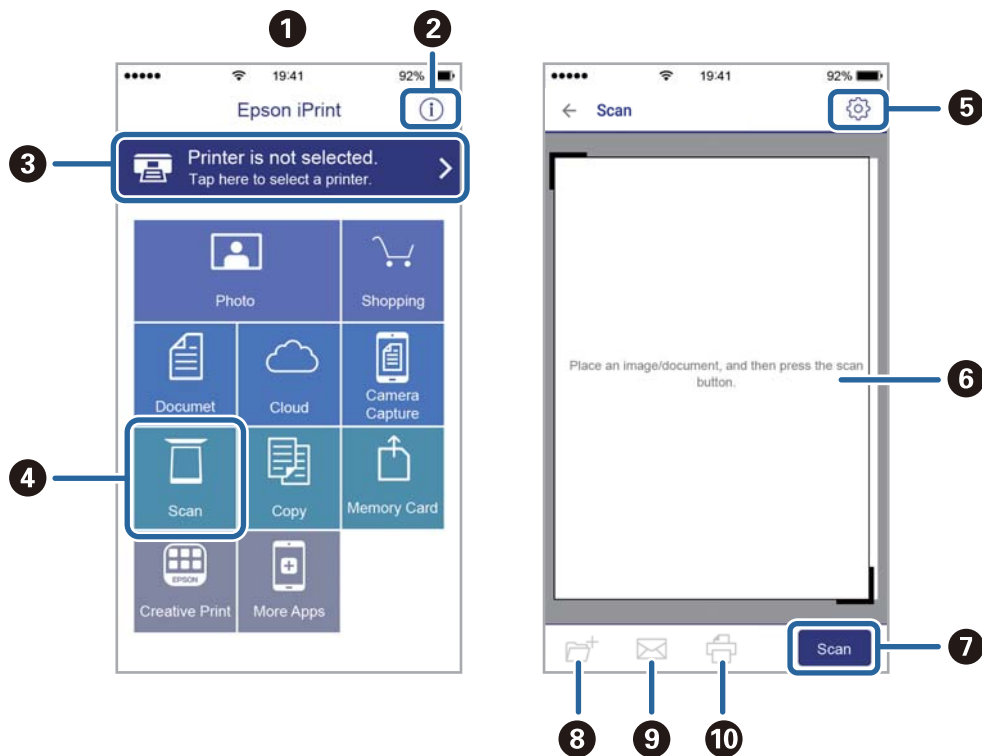 1
2
19:41
92%
Epson iPrint
i
3
Printer is not selected.
Tap here to select a printer.
Photo
Shopping
Documet
Cloud
Camera
Capture
4
Scan
Copy
Memory Card
EPSON
Creative Print
More Apps
19:41
92%
Scan
5
Place an image/document, and then press the scan
button.
6
Scan
7
8
9
10